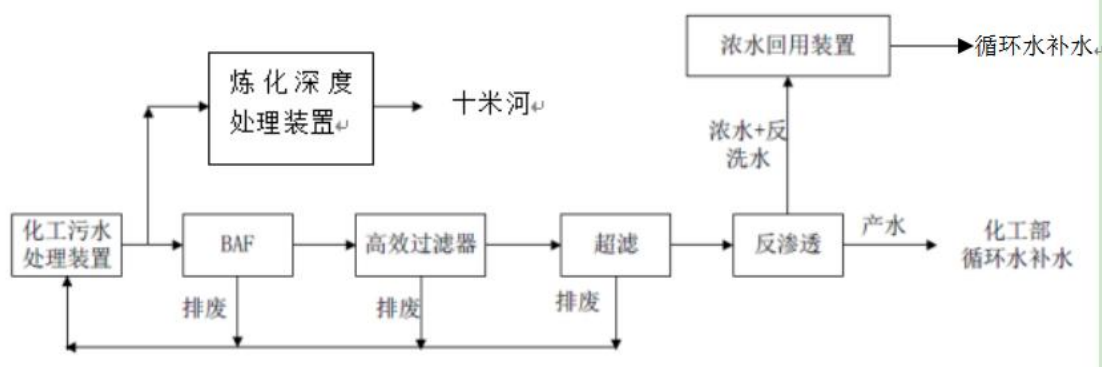 浓水回用装置
循环水补水
炼化深度
处理装置
十米河
浓水+反
洗水
化工污水
处理装置
BAF
高效过滤器
超滤
反渗透
产水
化工部
循环水补水
排废
排废
排废